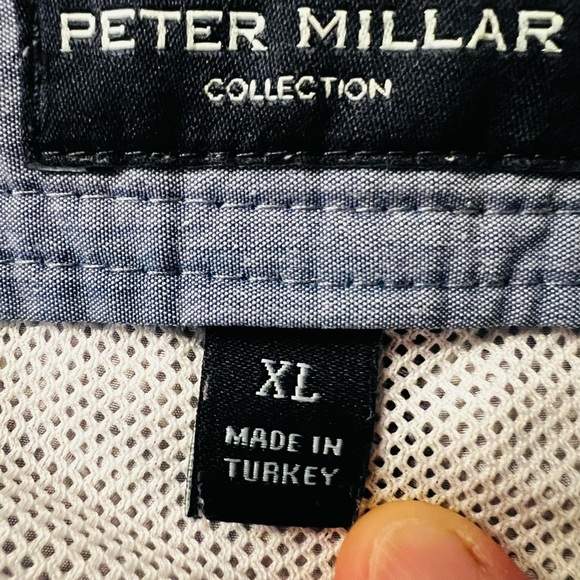 PETER MILLAR
COLLECTION
XL
MADE IN
TURKEY